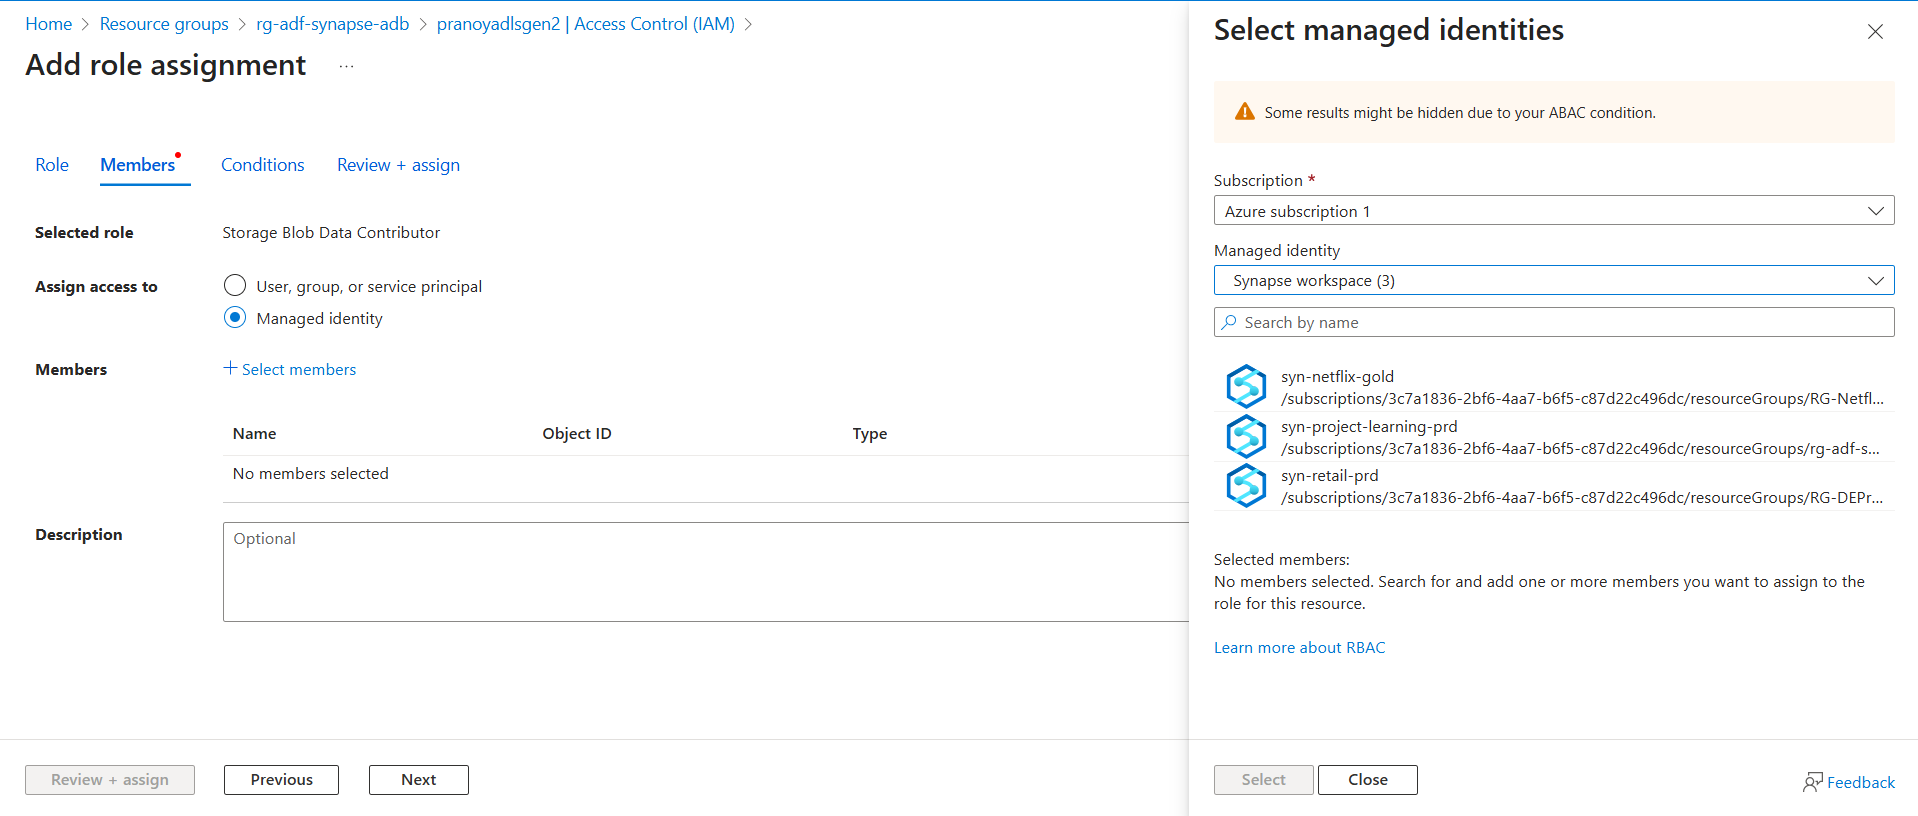 Home > Resource groups > rg-adf-synapse-adb > pranoyadlsgen2 | Access Control (IAM) >
Add role assignment ...
Role Members Conditions Review + assign
Selected role Storage Blob Data Contributor
Assign access to User, group, or service principal
Managed identity
Members + Select members
Name Object ID Type
No members selected
Description Optional
Review + assign Previous Next
Select managed identities
Some results might be hidden due to your ABAC condition.
Subscription *
Azure subscription 1
Managed identity
Synapse workspace (3)
Search by name
syn-netflix-gold
/subscriptions/3c7a1836-2bf6-4aa7-b6f5-c87d22c496dc/resourceGroups/RG-Netfl...
syn-project-learning-prd
/subscriptions/3c7a1836-2bf6-4aa7-b6f5-c87d22c496dc/resourceGroups/rg-adf-s...
syn-retail-prd
/subscriptions/3c7a1836-2bf6-4aa7-b6f5-c87d22c496dc/resourceGroups/RG-DEPr...
Selected members:
No members selected. Search for and add one or more members you want to assign to the
role for this resource.
Learn more about RBAC
Select Close Feedback